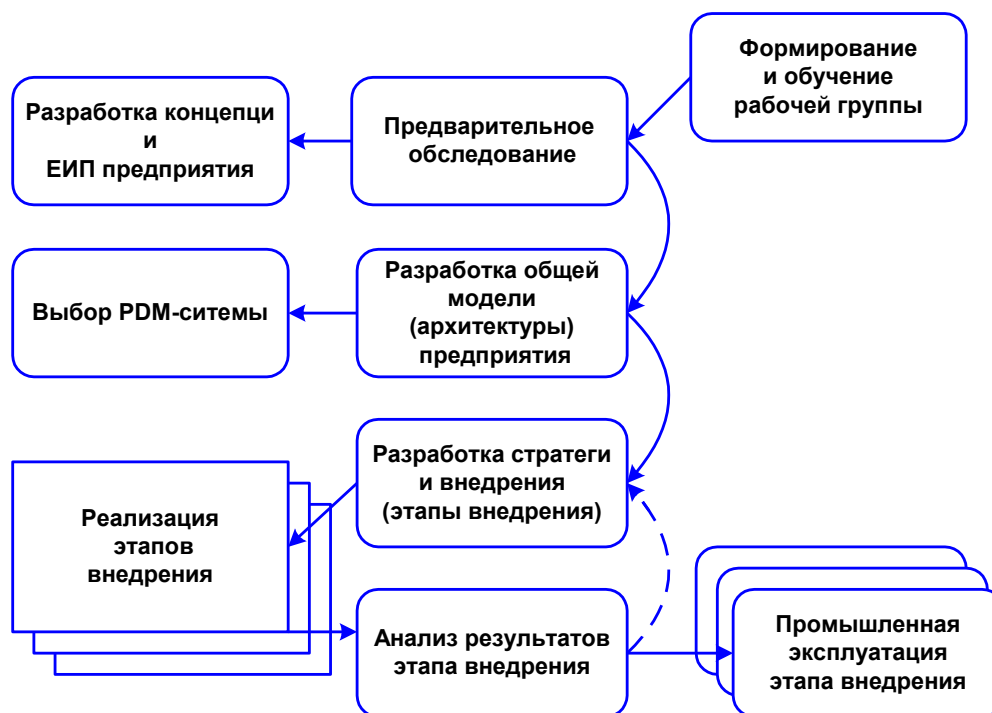 Формирование
и обучение
рабочей группы
Разработка концепци
и
ЕИП предприятия
Предварительное
обследование
Выбор PDM-ситемы
Разработка общей
модели
(архитектуры)
предприятия
Разработка стратеги
и внедрения
(этапы внедрения)
Реализация
этапов
внедрения
Анализ результатов
этапа внедрения
Промышленная
эксплуатация
этапа внедрения